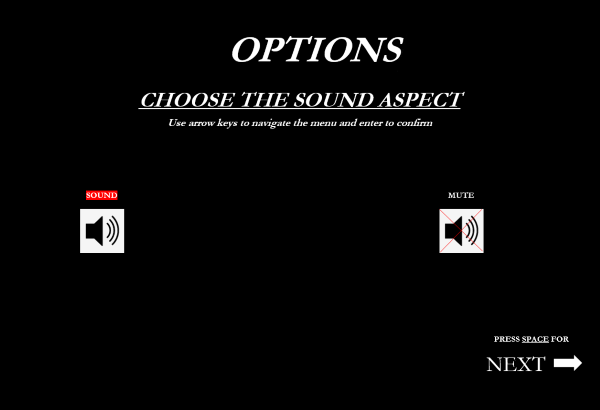 OPTIONS
CHOOSE THE SOUND ASPECT
Use arrow keys to navigate the menu and enter to confirm
SOUND
MUTE
PRESS SPACE FOR
NEXT